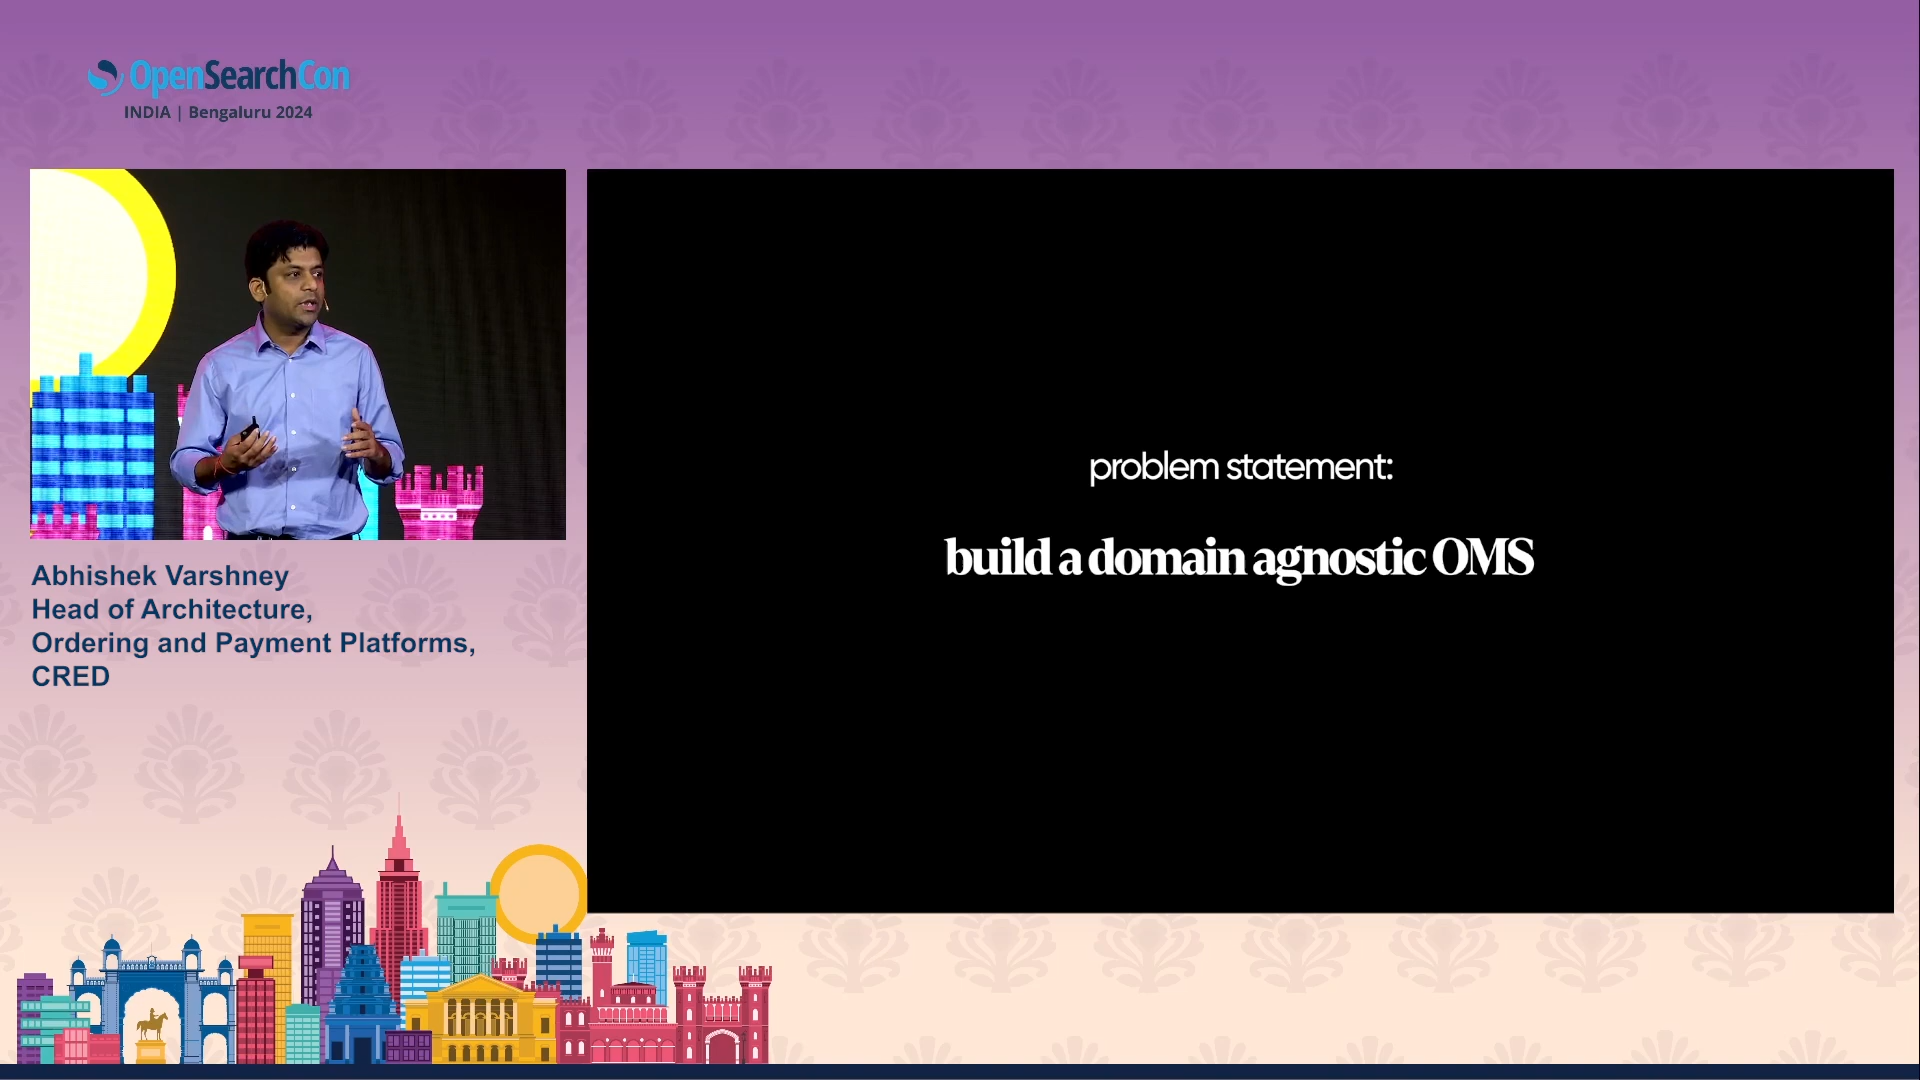 OpenSearchCon
INDIA | Bengaluru 2024
Abhishek Varshney
Head of Architecture,
Ordering and Payment Platforms,
CRED
problem statement:
build a domain agnostic OMS